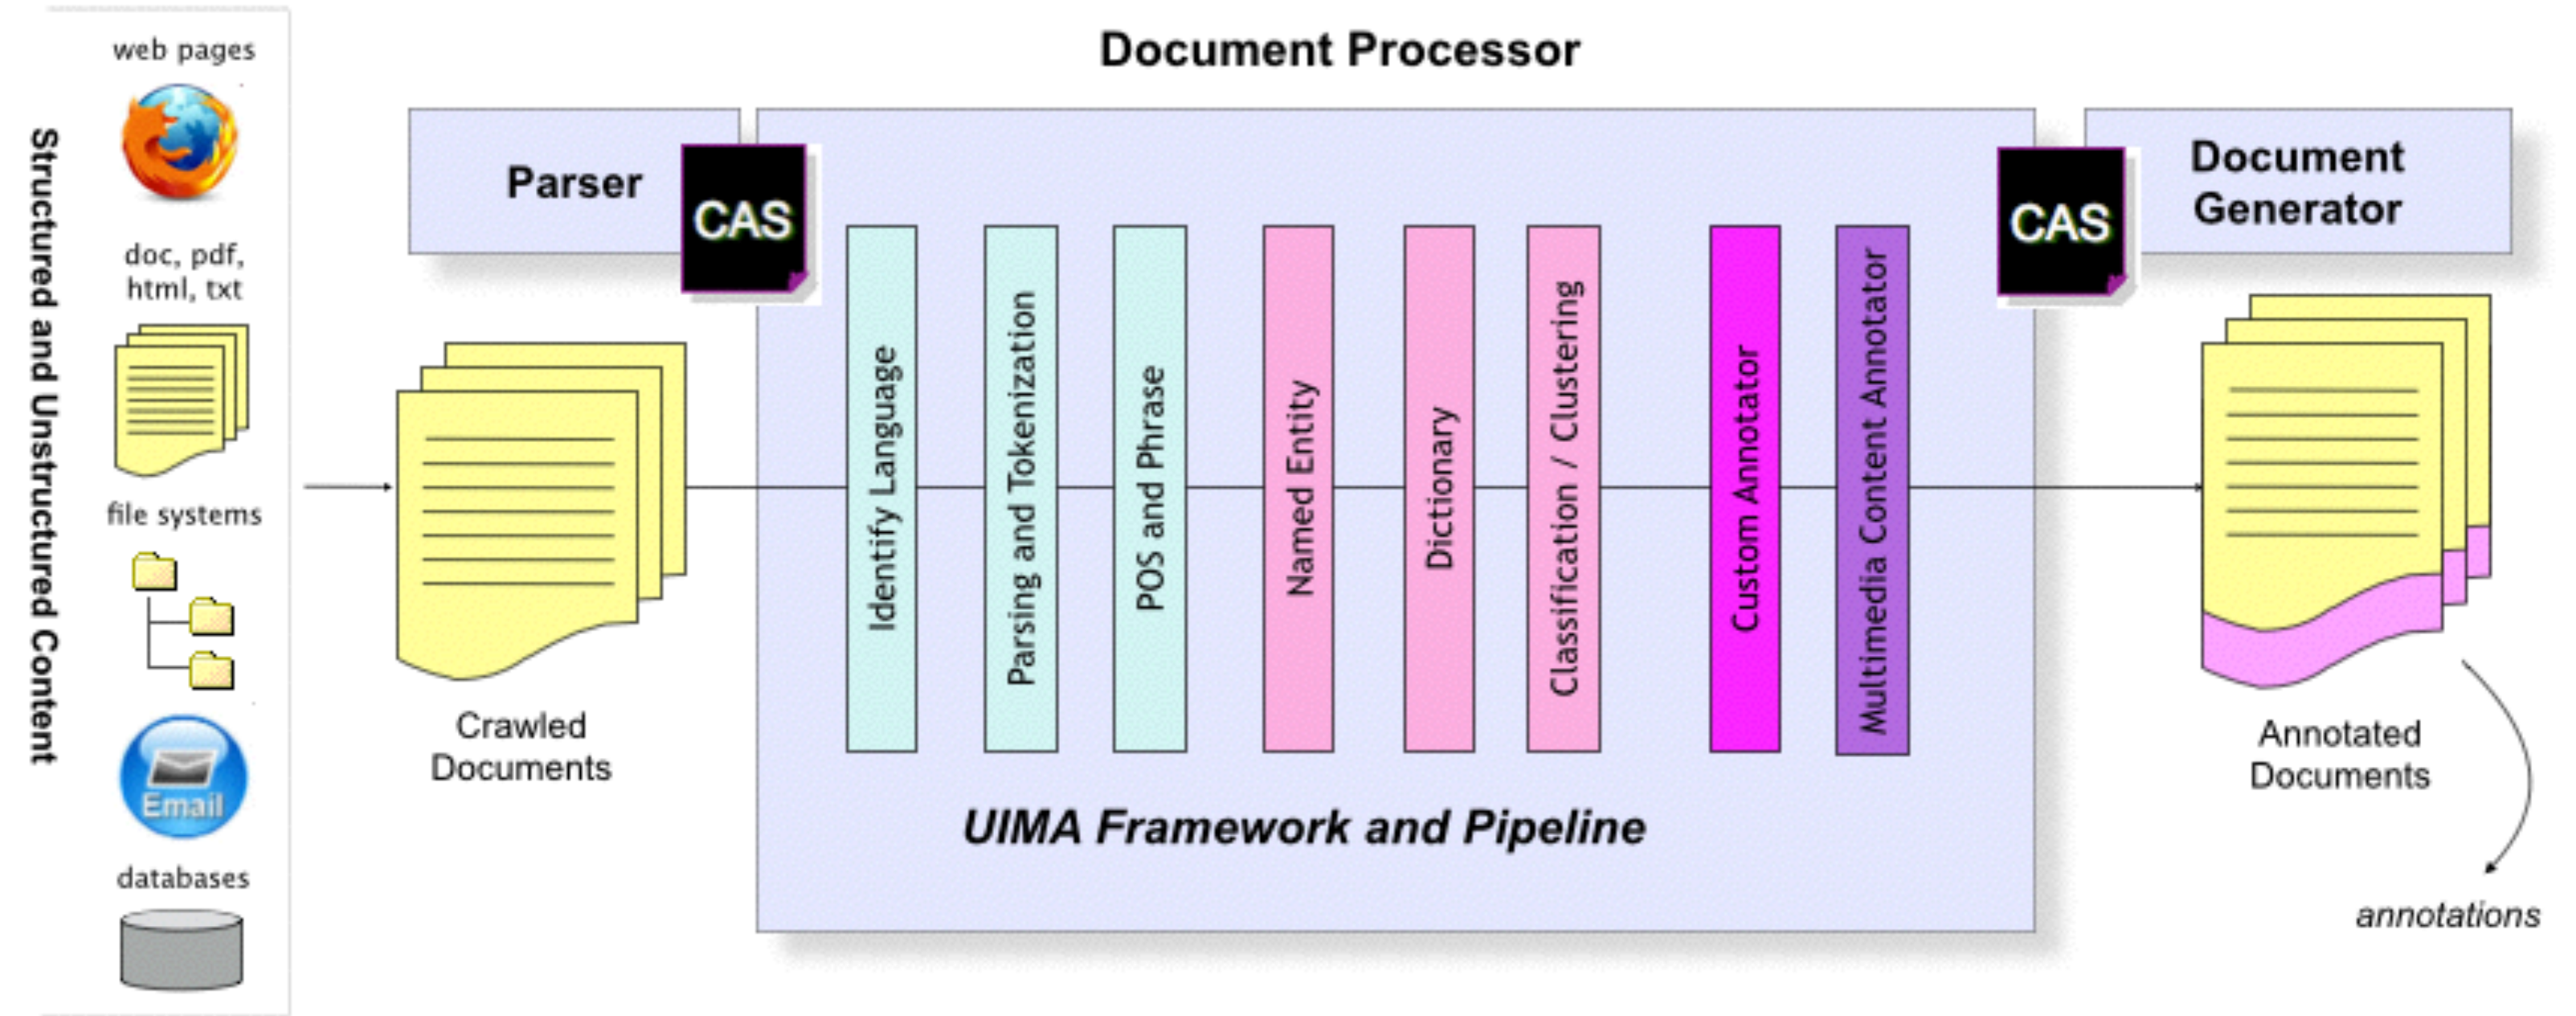 Structured and Unstructured Content
web pages
doc, pdf,
html, txt
file systems
Email
databases
Document Processor
Parser
CAS
Crawled
Documents
Identify Language
Parsing and Tokenization
POS and Phrase
Named Entity
Dictionary
Classification / Clustering
Custom Annotator
Multimedia Content Annotator
UIMA Framework and Pipeline
CAS
Document
Generator
Annotated
Documents
annotations